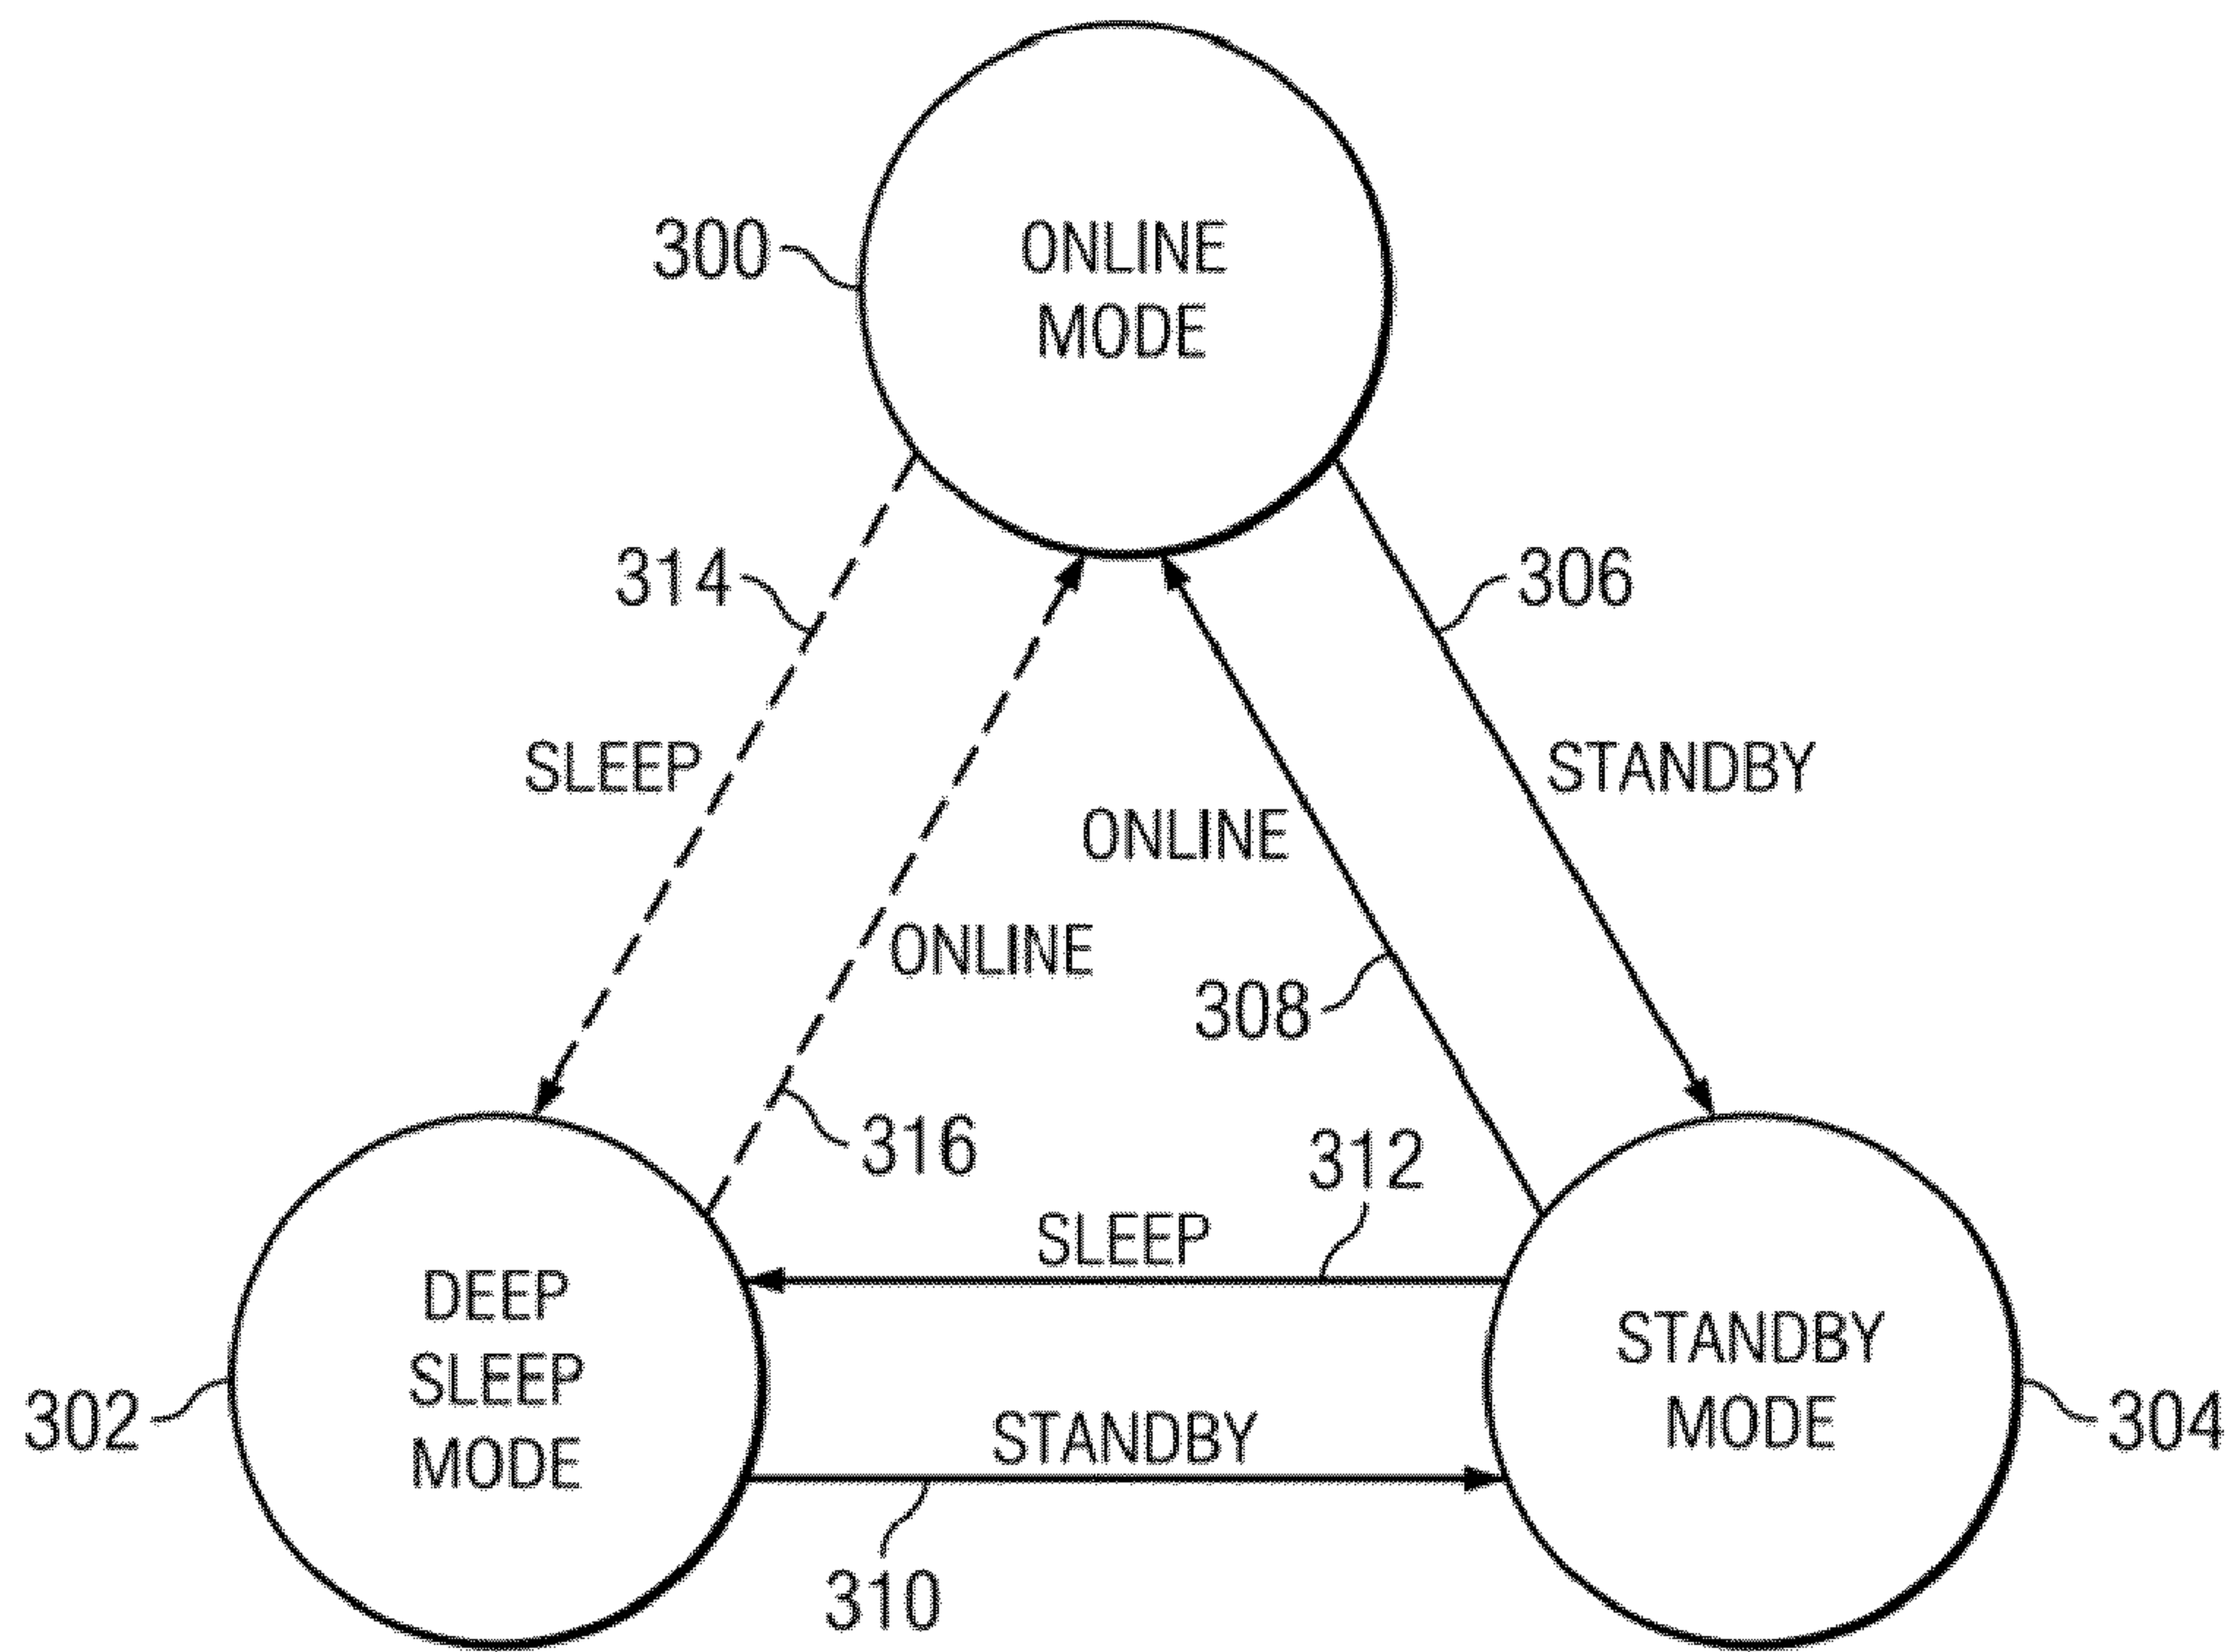 300
ONLINE
MODE
314
306
SLEEP
STANDBY
ONLINE
ONLINE
308
316
312
SLEEP
DEEP
SLEEP
MODE
302
STANDBY
MODE
304
STANDBY
310